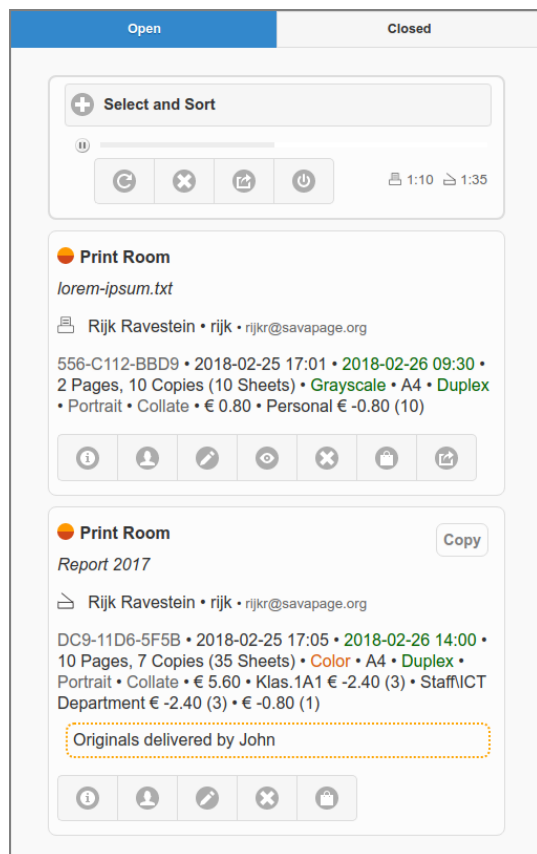 Open
Closed
Select and Sort
1:10 1:35
Print Room
lorem-ipsum.txt
Rijk Ravestein • rijk • rijkr@savapage.org
556-C112-BBD9 • 2018-02-25 17:01 • 2018-02-26 09:30 •
2 Pages, 10 Copies (10 Sheets) • Grayscale • A4 • Duplex
• Portrait • Collate • € 0.80 • Personal € -0.80 (10)
Print Room
Copy
Report 2017
Rijk Ravestein • rijk • rijkr@savapage.org
DC9-11D6-5F5B • 2018-02-25 17:05 • 2018-02-26 14:00 •
10 Pages, 7 Copies (35 Sheets) • Color • A4 • Duplex •
Portrait • Collate • € 5.60 • Klas.1A1 € -2.40 (3) • Staff\ICT
Department € -2.40 (3) • € -0.80 (1)
Originals delivered by John